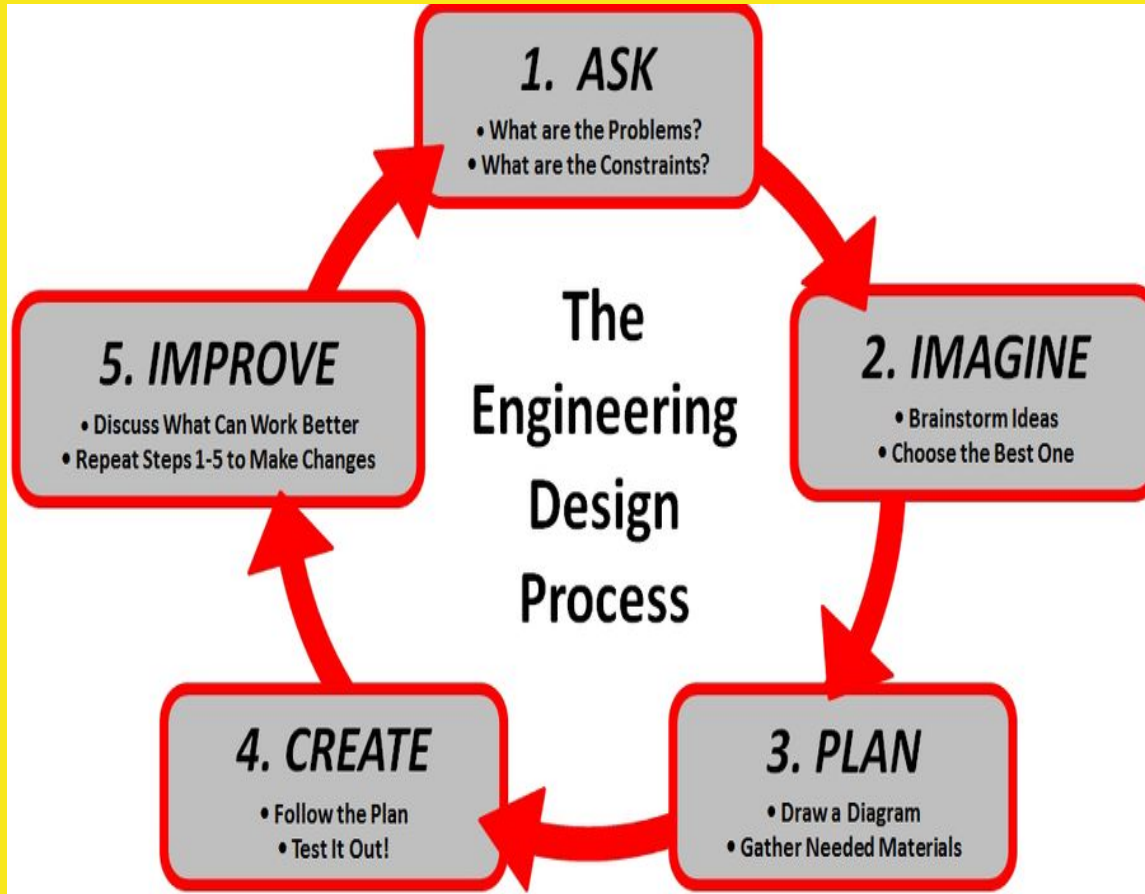 1. ASK
• What are the Problems?
• What are the Constraints?
The
Engineering
Design
Process
2. IMAGINE
• Brainstorm Ideas
• Choose the Best One
3. PLAN
• Draw a Diagram
• Gather Needed Materials
4. CREATE
• Follow the Plan
• Test It Out!
5. IMPROVE
• Discuss What Can Work Better
• Repeat Steps 1-5 to Make Changes